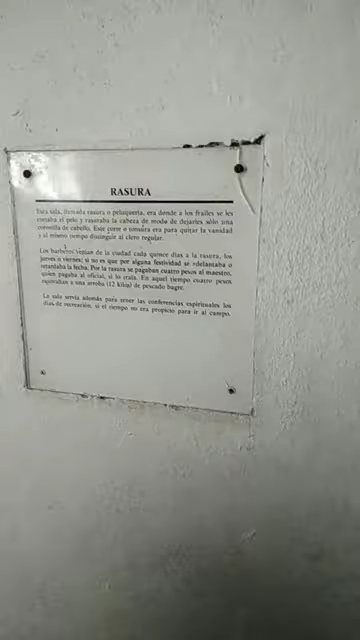 RASURA
Esta sala, llamada rasura o peluquería, era donde a los frailes se les
cortaba el pelo y rasuraba la cabeza de modo de dejarles sólo una
coronilla de cabello. Este corte o tonsura era para quitar la vanidad
y al mismo tiempo distinguir al clero regular.
Los barberos venían de la ciudad cada quince días a la rasura, los
jueves o viernes: si no es que por alguna festividad se adelantaba o
retardaba la fecha. Por la rasura se pagaban cuatro pesos al maestro,
quien pagaba al oficial, si lo traía. En aquel tiempo cuatro pesos
equivalían a una arroba (12 kilos) de pescado bagre.
La sala servía además para tener las conferencias espirituales los
días de recreación, si el tiempo no era propicio para ir al campo.